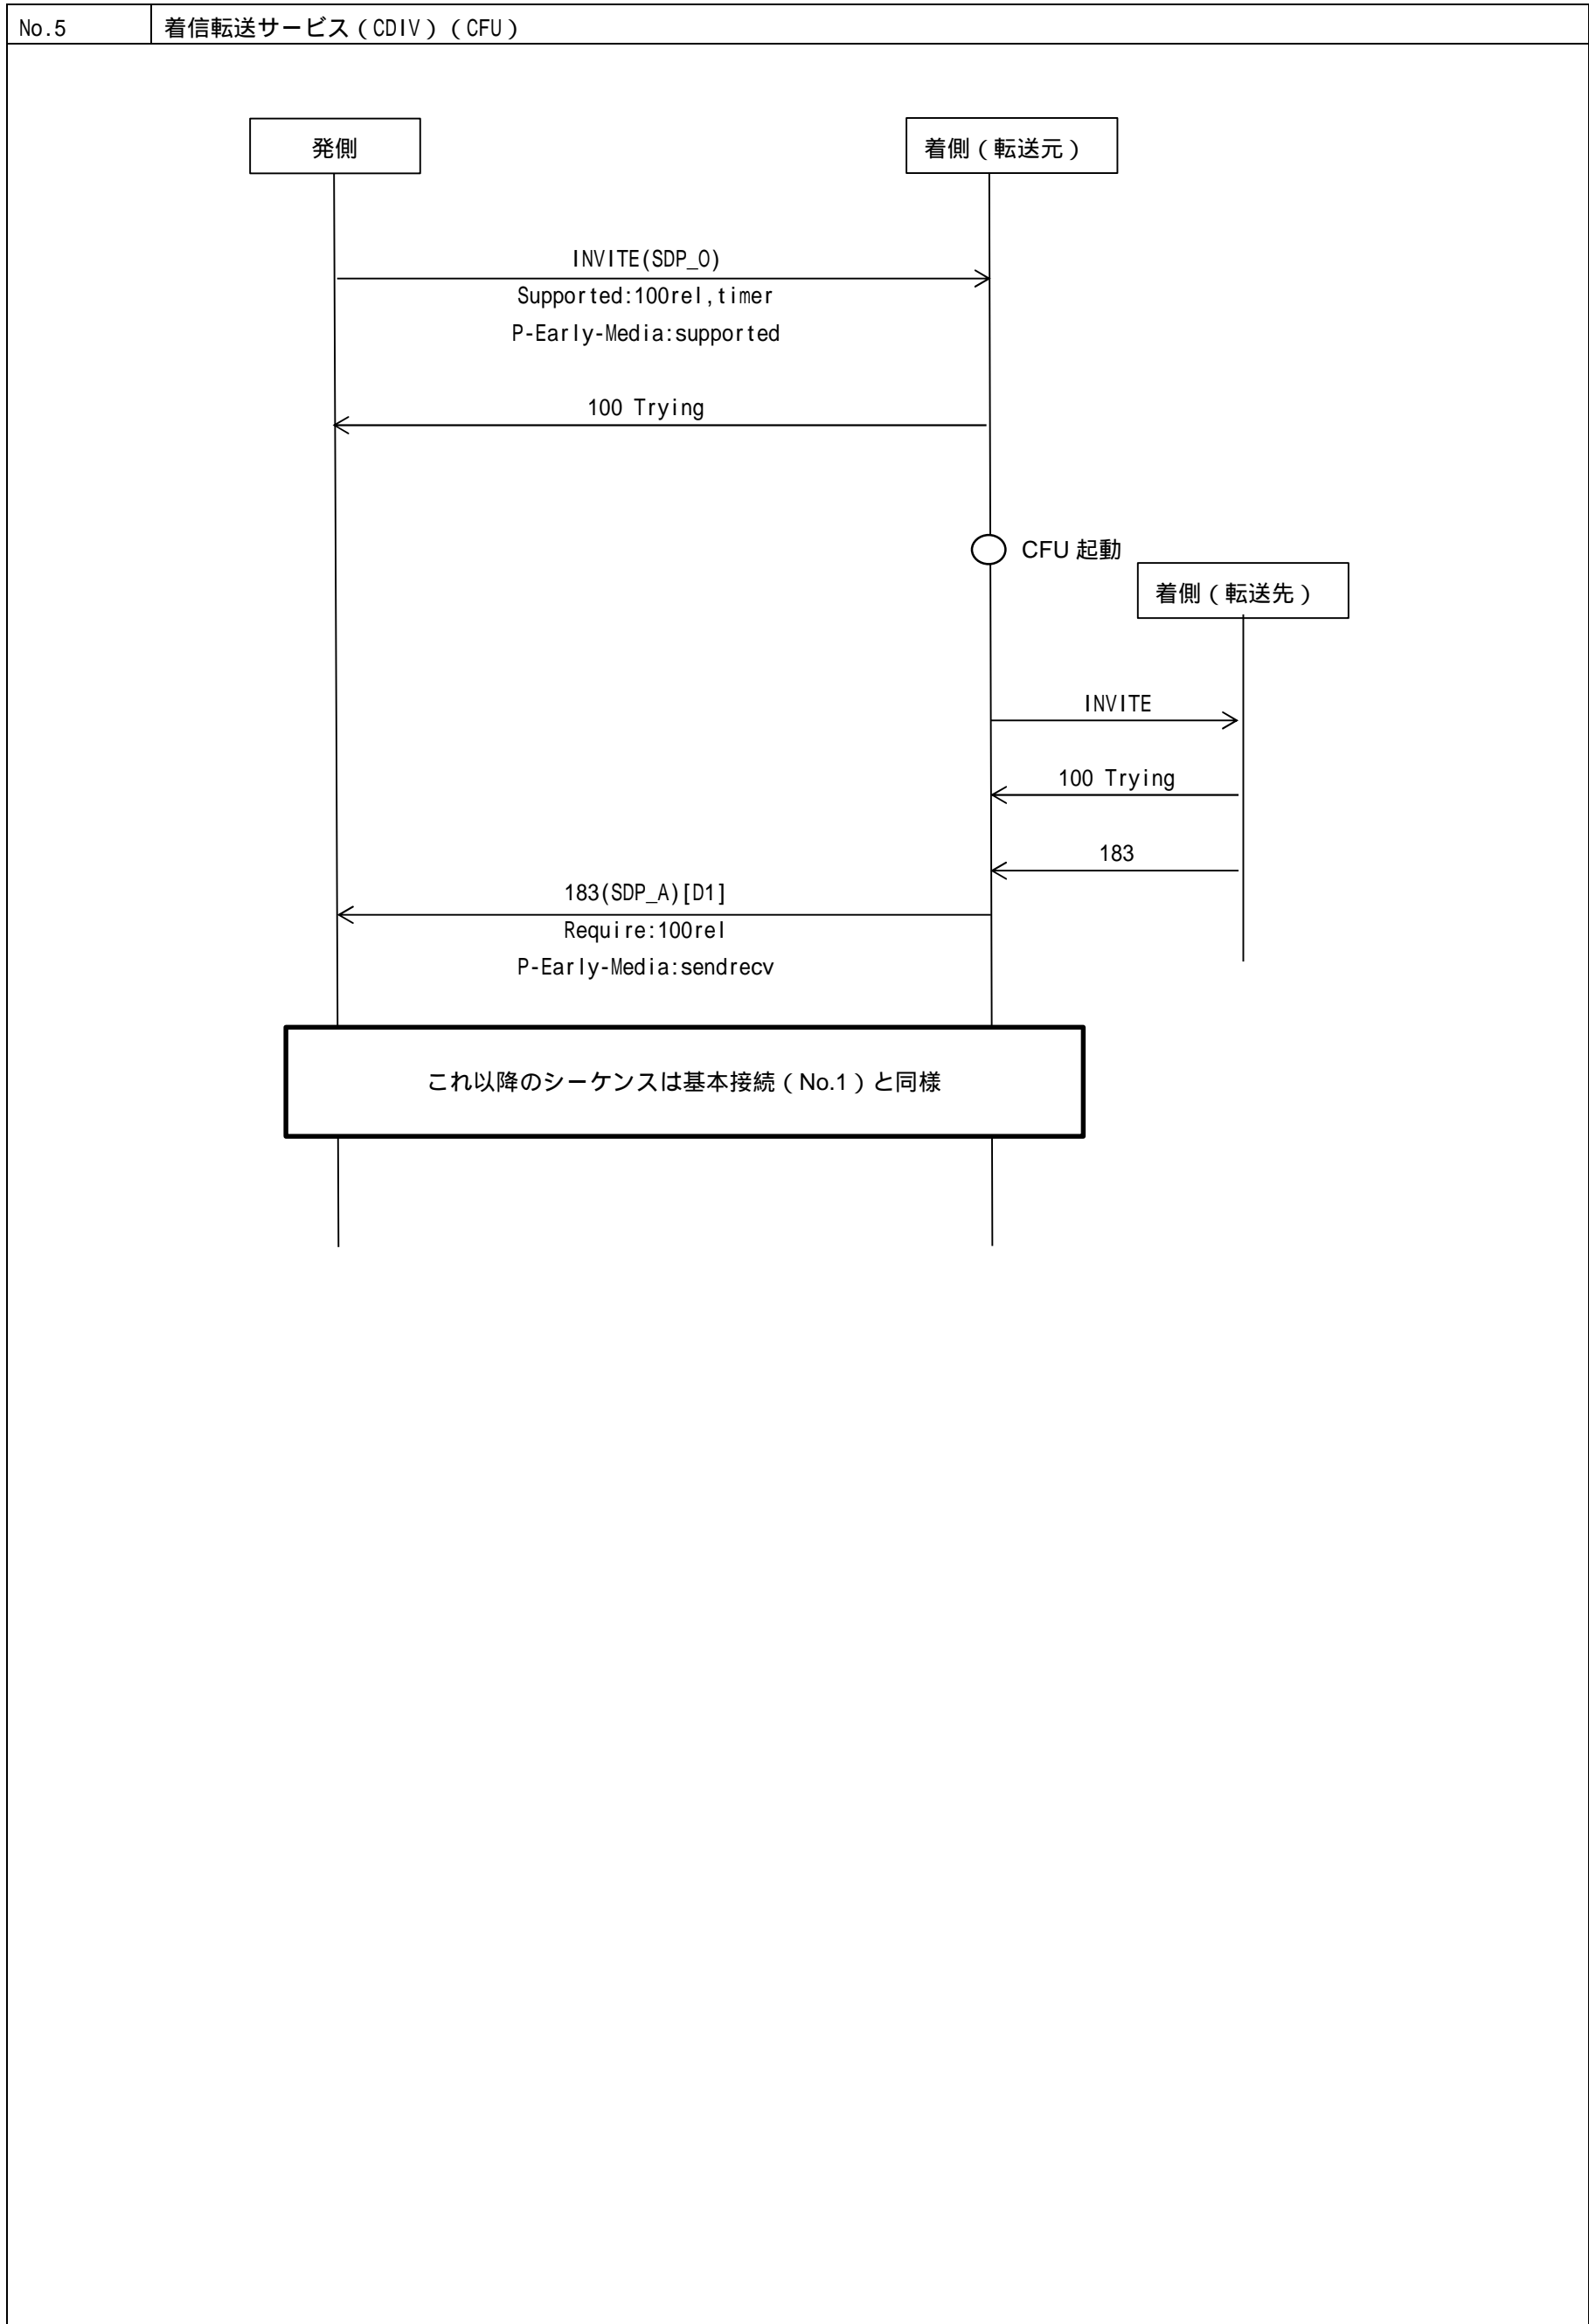 No.5 着信転送サービス（CDIV）（CFU）
発側
着側（転送元）
INVITE(SDP_O)
Supported:100rel,timer
P-Early-Media:supported
100 Trying
CFU 起動
着側（転送先）
INVITE
100 Trying
183
183(SDP_A)[D1]
Require:100rel
P-Early-Media:sendrecv
これ以降のシーケンスは基本接続（No.1）と同様